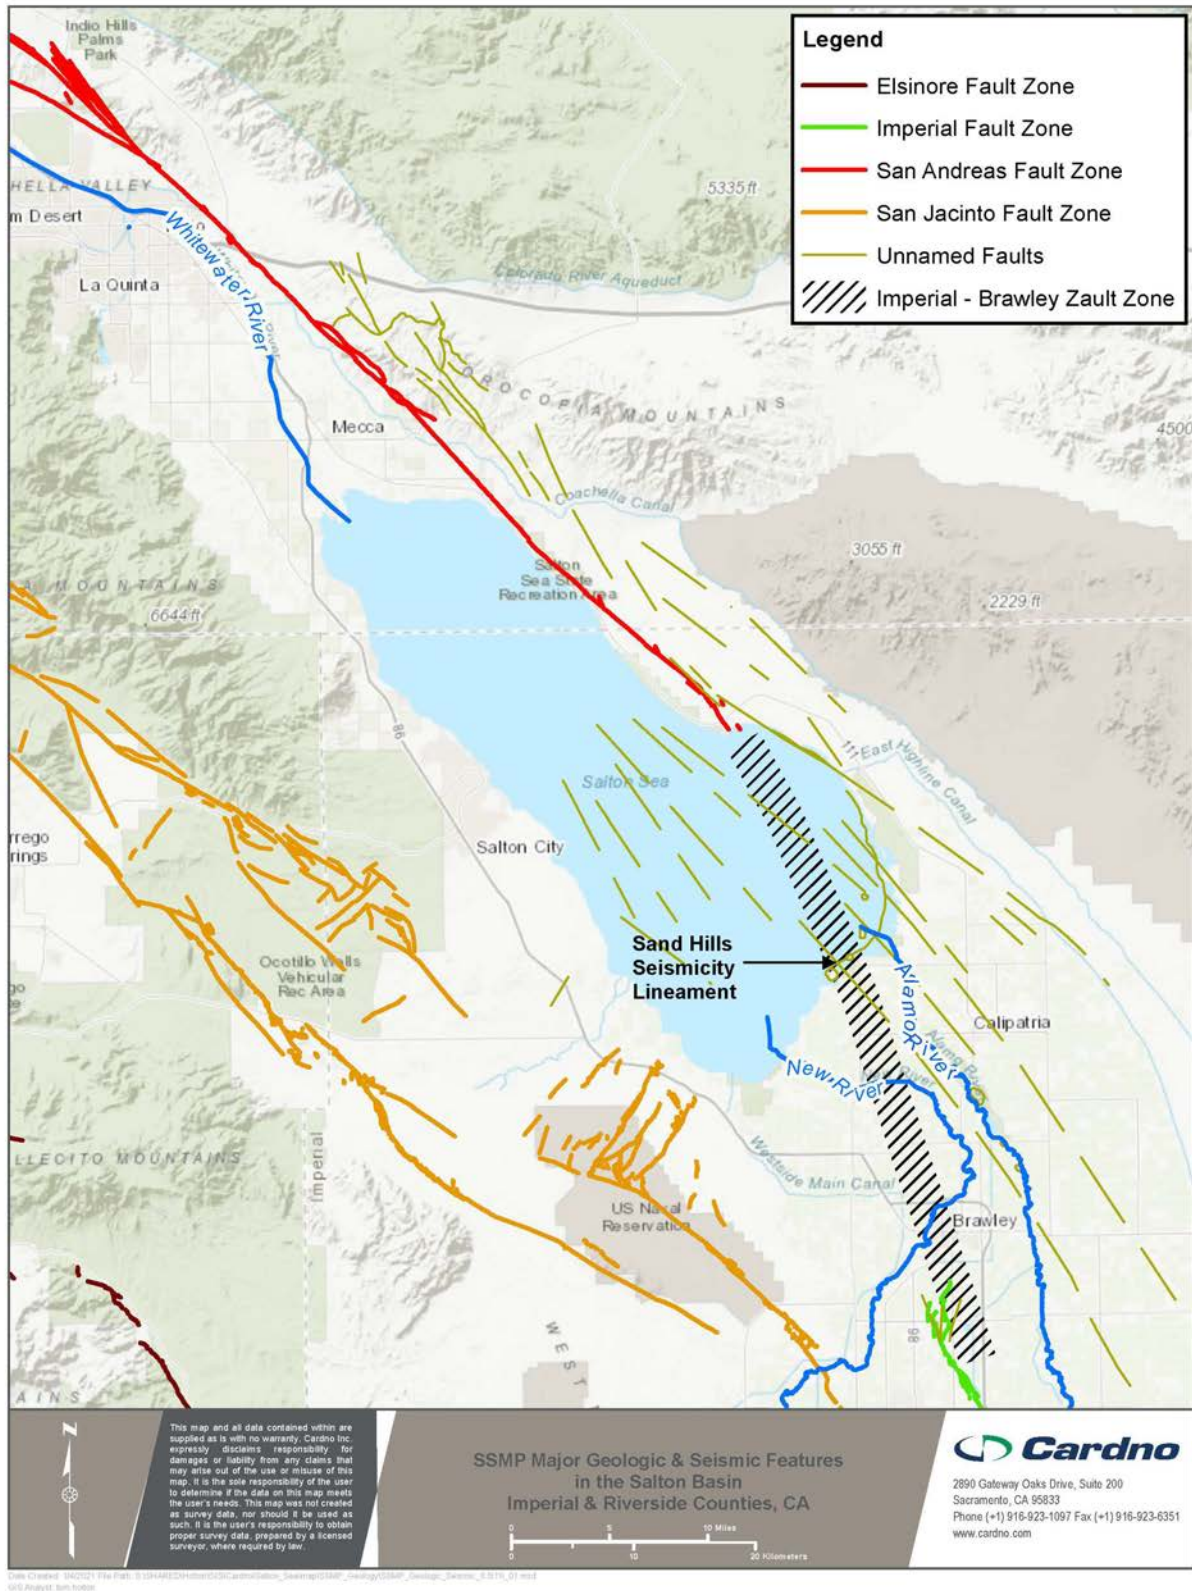 Indio Hills
Palms
Park
Legend
Elsinore Fault Zone
Imperial Fault Zone
San Andreas Fault Zone
San Jacinto Fault Zone
Unnamed Faults
Imperial - Brawley Zault Zone
HELLA VALLEY
m Desert
La Quinta
Whitewater River
5335 ft
Colorado River Aqueduct
OROCOPIA MOUNTAINS
4500
Mecca
Coachella Canal
3055 ft
2229 ft
Salton
Sea State
Recreation Area
A MOUNTAINS
6644 ft
86
111
East Highline Canal
Salton Sea
Salton City
rrego
rings
Sand Hills
Seismicity
Lineament
Ocotillo Wells
Vehicular
Rec Area
go
Alamo River
Calipatria
New River
Imperial
LLECITO MOUNTAINS
Westside Main Canal
US Naval
Reservation
Brawley
86
WEST
AINS
N
This map and all data contained within are
supplied as is with no warranty. Cardno Inc.
expressly disclaims responsibility for
damages or liability from any claims that
may arise out of the use or misuse of this
map. It is the sole responsibility of the user
to determine if the data on this map meets
the user's needs. This map was not created
as survey data, nor should it be used as
such. It is the user's responsibility to obtain
proper survey data, prepared by a licensed
surveyor, where required by law.
SSMP Major Geologic & Seismic Features
in the Salton Basin
Imperial & Riverside Counties, CA
0 5 10 Miles
0 10 20 Kilometers
Cardno
2890 Gateway Oaks Drive, Suite 200
Sacramento, CA 95833
Phone (+1) 916-923-1097 Fax (+1) 916-923-6351
www.cardno.com